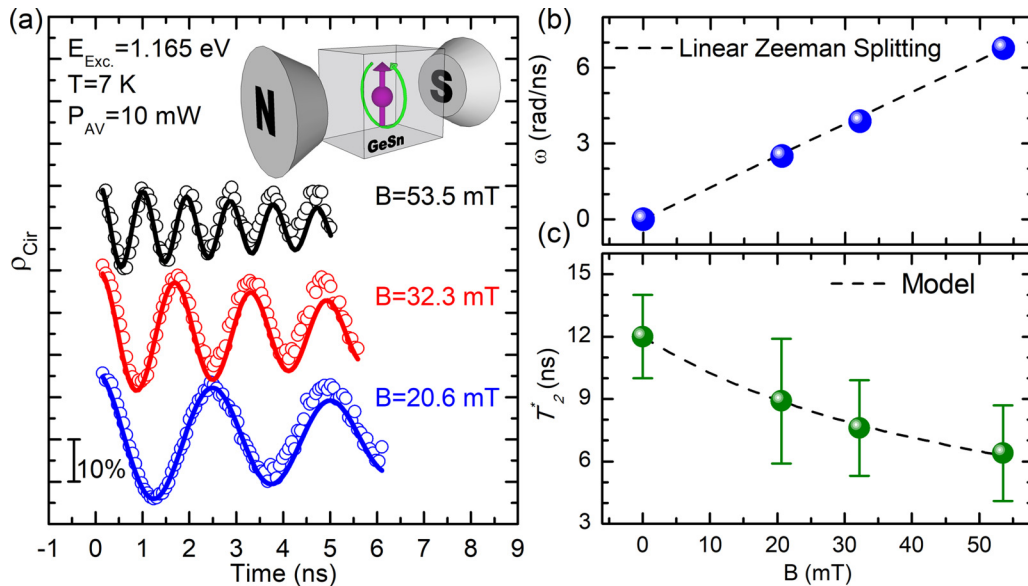 (a)
E_Exc.=1.165 eV
T=7 K
P_AV=10 mW
N
S
GeSn
B=53.5 mT
B=32.3 mT
B=20.6 mT
10%
ρ_Cir
-1 0 1 2 3 4 5 6 7 8 9
Time (ns)
(b)
Linear Zeeman Splitting
ω (rad/ns)
6
3
0
(c)
Model
T*_2 (ns)
15
12
9
6
3
0 10 20 30 40 50
B (mT)